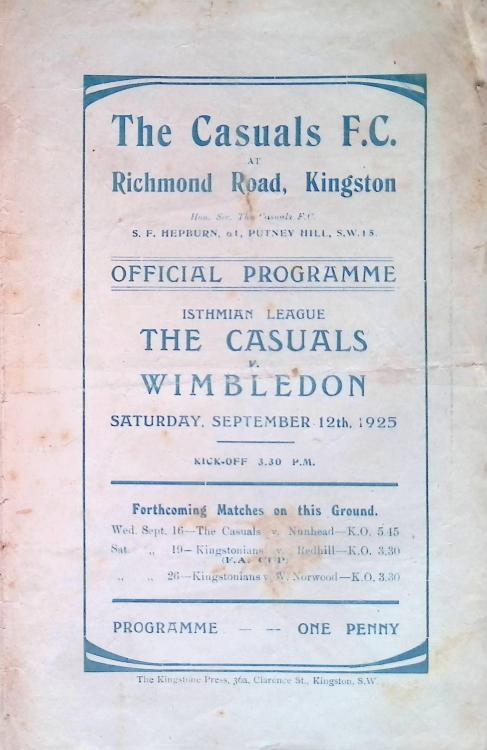 The Casuals F.C.
AT
Richmond Road, Kingston
Hon. Sec. The Casuals F.C.
S. F. HEPBURN, 61, PUTNEY HILL, S.W.15.
OFFICIAL PROGRAMME
ISTHMIAN LEAGUE
THE CASUALS
v.
WIMBLEDON
SATURDAY, SEPTEMBER 12th, 1925
KICK-OFF 3.30 P.M.
Forthcoming Matches on this Ground.
Wed. Sept. 16—The Casuals v. Nunhead—K.O. 5.45
Sat. „ 19—Kingstonians v. Redhill—K.O. 3.30
(F.A. CUP)
„ „ 26—Kingstonians v. W. Norwood—K.O. 3.30
PROGRAMME — — ONE PENNY
The Kingstone Press, 36a, Clarence St., Kingston, S.W.